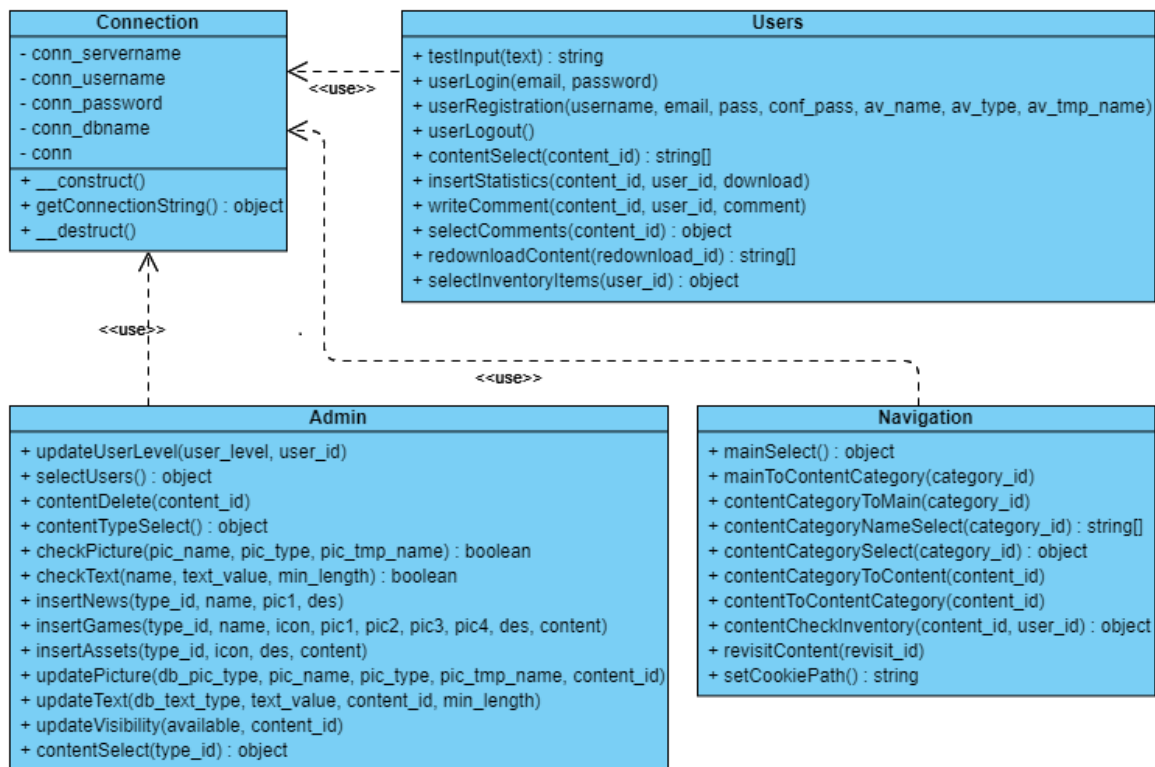 Connection
- conn_servername
- conn_username
- conn_password
- conn_dbname
- conn
+ __construct()
+ getConnectionString() : object
+ __destruct()
<<use>>
Users
+ testInput(text) : string
+ userLogin(email, password)
+ userRegistration(username, email, pass, conf_pass, av_name, av_type, av_tmp_name)
+ userLogout()
+ contentSelect(content_id) : string[]
+ insertStatistics(content_id, user_id, download)
+ writeComment(content_id, user_id, comment)
+ selectComments(content_id) : object
+ redownloadContent(redownload_id) : string[]
+ selectInventoryItems(user_id) : object
<<use>>
<<use>>
Admin
+ updateUserLevel(user_level, user_id)
+ selectUsers() : object
+ contentDelete(content_id)
+ contentTypeSelect() : object
+ checkPicture(pic_name, pic_type, pic_tmp_name) : boolean
+ checkText(name, text_value, min_length) : boolean
+ insertNews(type_id, name, pic1, des)
+ insertGames(type_id, name, icon, pic1, pic2, pic3, pic4, des, content)
+ insertAssets(type_id, icon, des, content)
+ updatePicture(db_pic_type, pic_name, pic_type, pic_tmp_name, content_id)
+ updateText(db_text_type, text_value, content_id, min_length)
+ updateVisibility(available, content_id)
+ contentSelect(type_id) : object
Navigation
+ mainSelect() : object
+ mainToContentCategory(category_id)
+ contentCategoryToMain(category_id)
+ contentCategoryNameSelect(category_id) : string[]
+ contentCategorySelect(category_id) : object
+ contentCategoryToContent(content_id)
+ contentToContentCategory(content_id)
+ contentCheckInventory(content_id, user_id) : object
+ revisitContent(revisit_id)
+ setCookiePath() : string